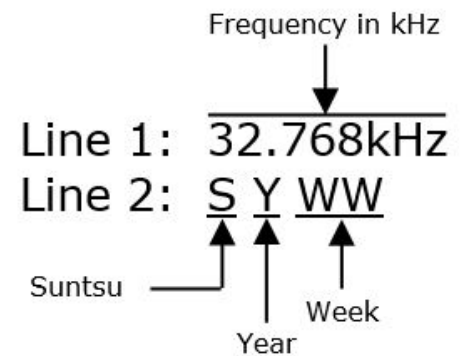 Frequency in kHz
Line 1: 32.768kHz
Line 2: S Y WW
Suntsu
Week
Year